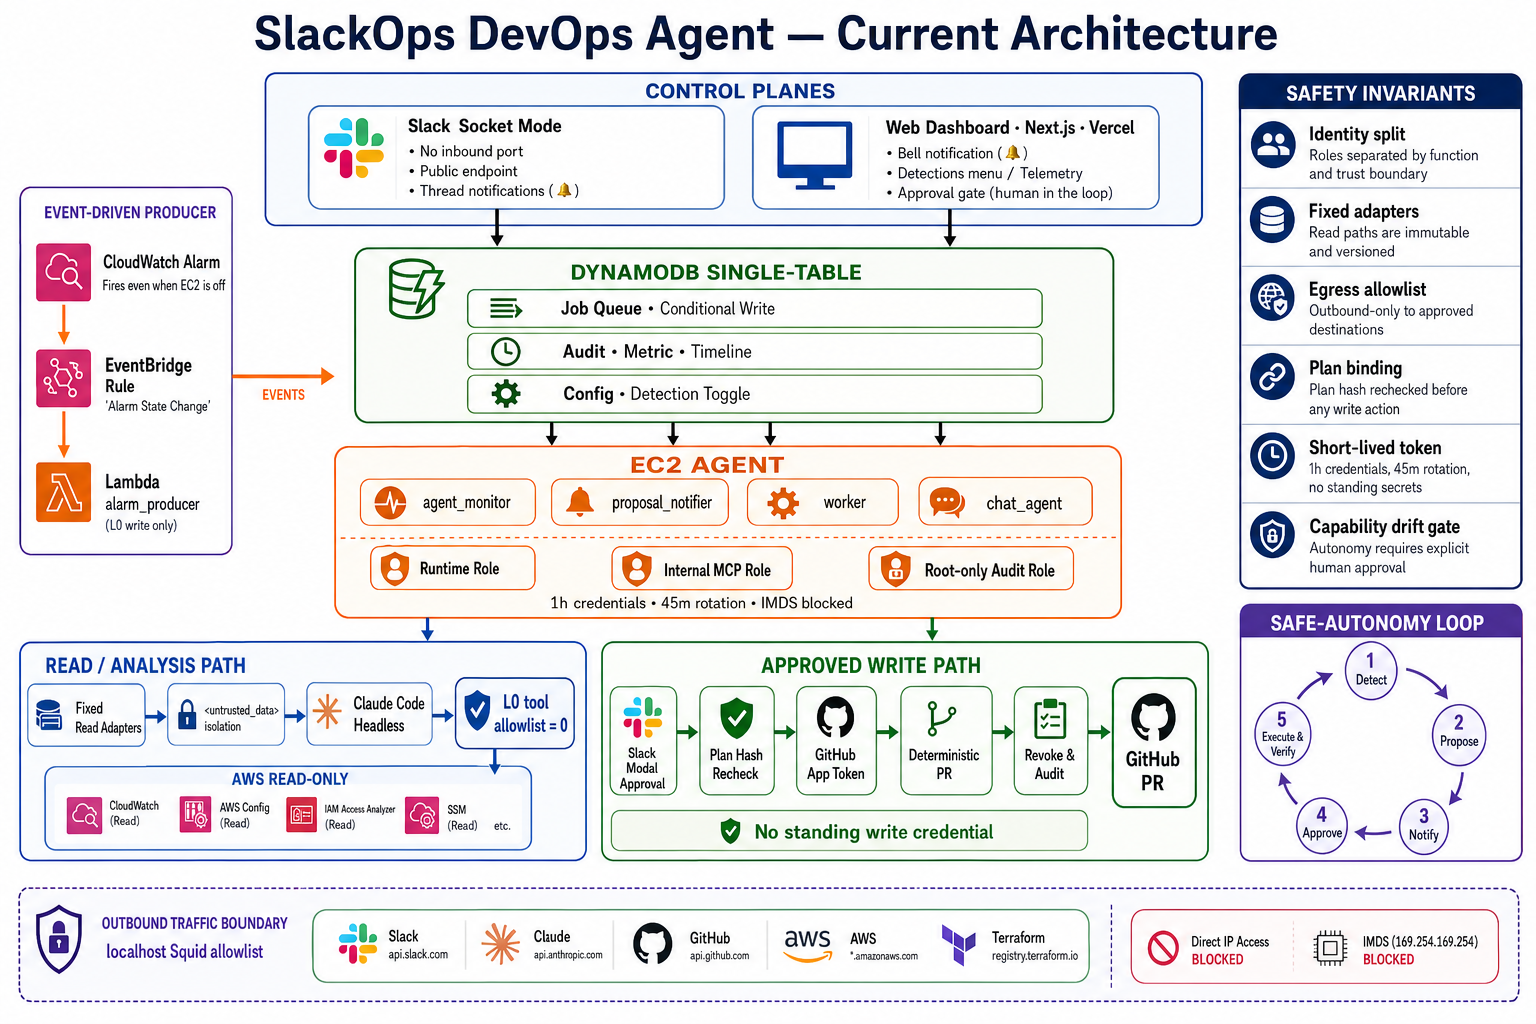 SlackOps DevOps Agent — Current Architecture
CONTROL PLANES
Slack Socket Mode
• No inbound port
• Public endpoint
• Thread notifications (🔔)
Web Dashboard · Next.js · Vercel
• Bell notification (🔔)
• Detections menu / Telemetry
• Approval gate (human in the loop)
EVENT-DRIVEN PRODUCER
CloudWatch Alarm
Fires even when EC2 is off
EventBridge
Rule
'Alarm State Change'
Lambda
alarm_producer
(L0 write only)
EVENTS
DYNAMODB SINGLE-TABLE
Job Queue • Conditional Write
Audit • Metric • Timeline
Config • Detection Toggle
EC2 AGENT
agent_monitor
proposal_notifier
worker
chat_agent
Runtime Role
Internal MCP Role
Root-only Audit Role
1h credentials • 45m rotation • IMDS blocked
READ / ANALYSIS PATH
Fixed
Read Adapters
<untrusted_data>
isolation
Claude Code
Headless
L0 tool
allowlist = 0
AWS READ-ONLY
CloudWatch
(Read)
AWS Config
(Read)
IAM Access Analyzer
(Read)
SSM
(Read)
etc.
APPROVED WRITE PATH
Slack
Modal
Approval
Plan Hash
Recheck
GitHub
App Token
Deterministic
PR
Revoke &
Audit
GitHub
PR
No standing write credential
SAFETY INVARIANTS
Identity split
Roles separated by function
and trust boundary
Fixed adapters
Read paths are immutable
and versioned
Egress allowlist
Outbound-only to approved
destinations
Plan binding
Plan hash rechecked before
any write action
Short-lived token
1h credentials, 45m rotation,
no standing secrets
Capability drift gate
Autonomy requires explicit
human approval
SAFE-AUTONOMY LOOP
1
Detect
2
Propose
3
Notify
4
Approve
5
Execute &
Verify
OUTBOUND TRAFFIC BOUNDARY
localhost Squid allowlist
Slack
api.slack.com
Claude
api.anthropic.com
GitHub
api.github.com
aws
AWS
*.amazonaws.com
Terraform
registry.terraform.io
Direct IP Access
BLOCKED
IMDS (169.254.169.254)
BLOCKED